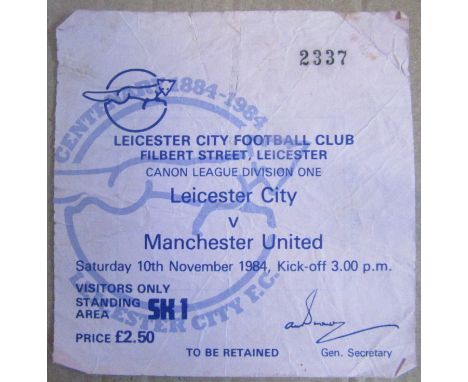 2337
CENTENARY 1884-1984
LEICESTER CITY FOOTBALL CLUB
FILBERT STREET, LEICESTER
CANON LEAGUE DIVISION ONE
Leicester City
v
Manchester United
Saturday 10th November 1984, Kick-off 3.00 p.m.
LEICESTER CITY F.C.
VISITORS ONLY
STANDING
AREA SK1
PRICE £2.50
TO BE RETAINED
Gen. Secretary